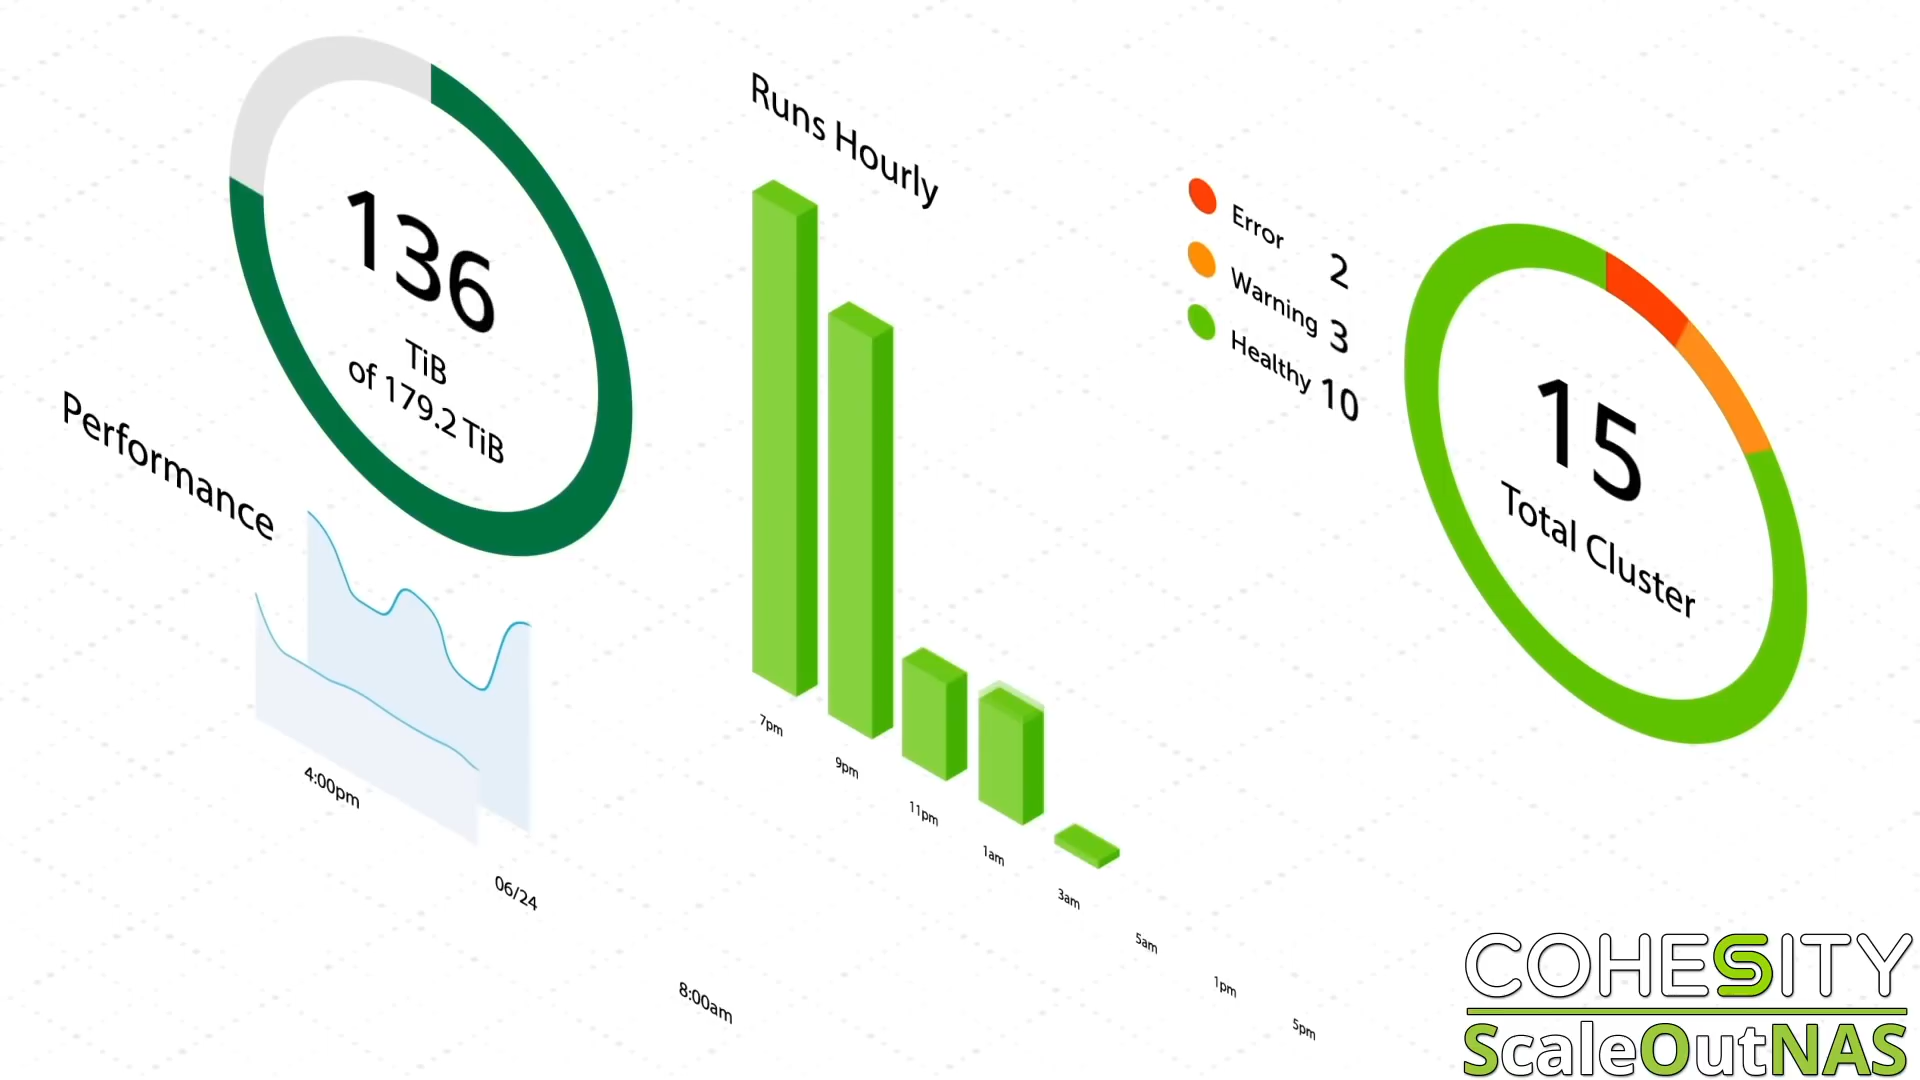 136
TiB
of 179.2 TiB
Performance
4:00pm
06/24
8:00am
Runs Hourly
7pm
9pm
11pm
1am
3am
5am
1pm
5pm
Error 2
Warning 3
Healthy 10
15
Total Cluster
COHESITY
ScaleOutNAS